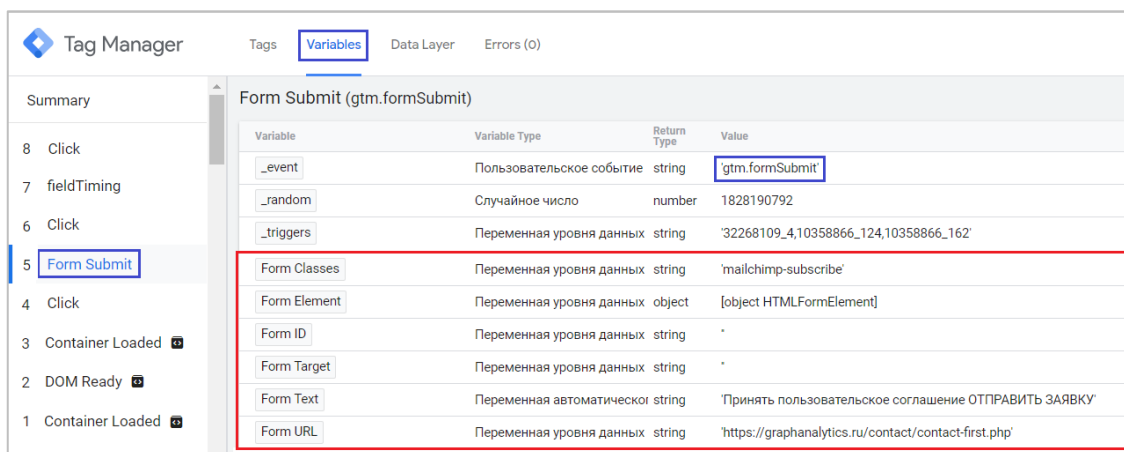 Tag Manager
Tags Variables Data Layer Errors (0)
Summary
8 Click
7 fieldTiming
6 Click
5 Form Submit
4 Click
3 Container Loaded
2 DOM Ready
1 Container Loaded
Form Submit (gtm.formSubmit)
Variable Variable Type Return Type Value
_event Пользовательское событие string 'gtm.formSubmit'
_random Случайное число number 1828190792
_triggers Переменная уровня данных string '32268109_4,10358866_124,10358866_162'
Form Classes Переменная уровня данных string 'mailchimp-subscribe'
Form Element Переменная уровня данных object [object HTMLFormElement]
Form ID Переменная уровня данных string ''
Form Target Переменная уровня данных string ''
Form Text Переменная автоматическог string 'Принять пользовательское соглашение ОТПРАВИТЬ ЗАЯВКУ'
Form URL Переменная уровня данных string 'https://graphanalytics.ru/contact/contact-first.php'